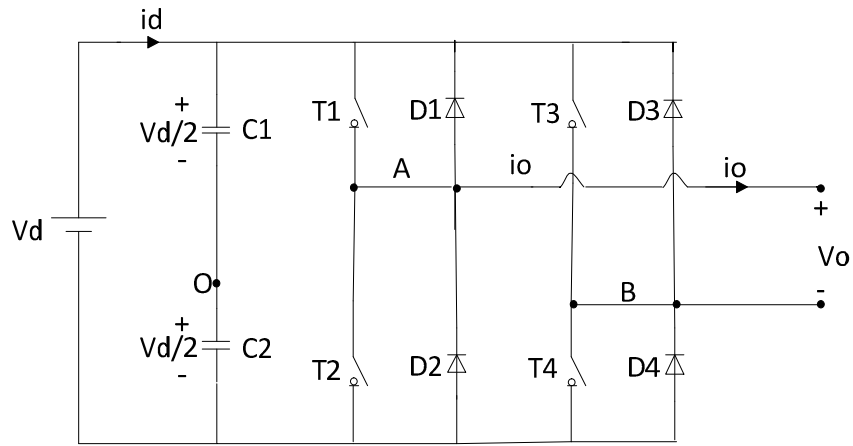 id
+
Vd/2 C1
-
T1
D1
T3
D3
A
io
io
+
Vd
Vo
O
B
-
+
Vd/2 C2
-
T2
D2
T4
D4